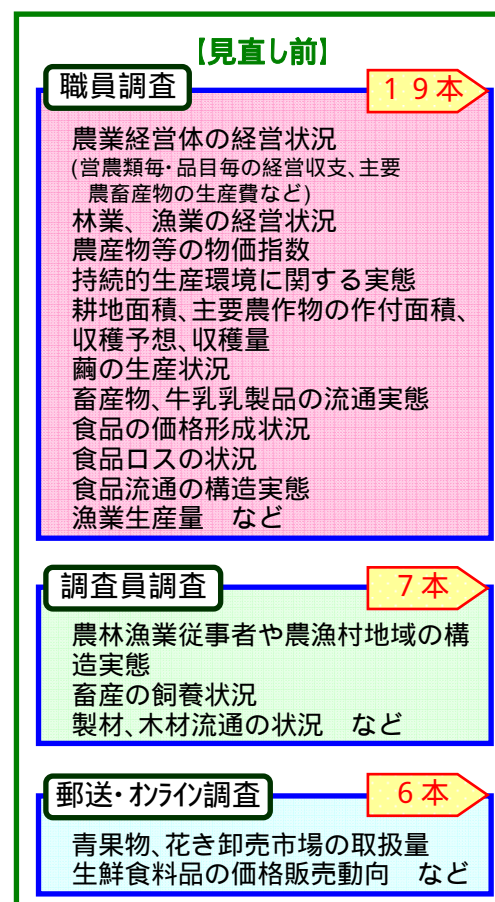 【見直し前】
職員調査
19本
農業経営体の経営状況
(営農類毎・品目毎の経営収支、主要
農畜産物の生産費など)
林業、漁業の経営状況
農産物等の物価指数
持続的生産環境に関する実態
耕地面積、主要農作物の作付面積、
収穫予想、収穫量
繭の生産状況
畜産物、牛乳乳製品の流通実態
食品の価格形成状況
食品ロスの状況
食品流通の構造実態
漁業生産量 など
調査員調査
7本
農林漁業従事者や農漁村地域の構
造実態
畜産の飼養状況
製材、木材流通の状況 など
郵送・オンライン調査
6本
青果物、花き卸売市場の取扱量
生鮮食料品の価格販売動向 など